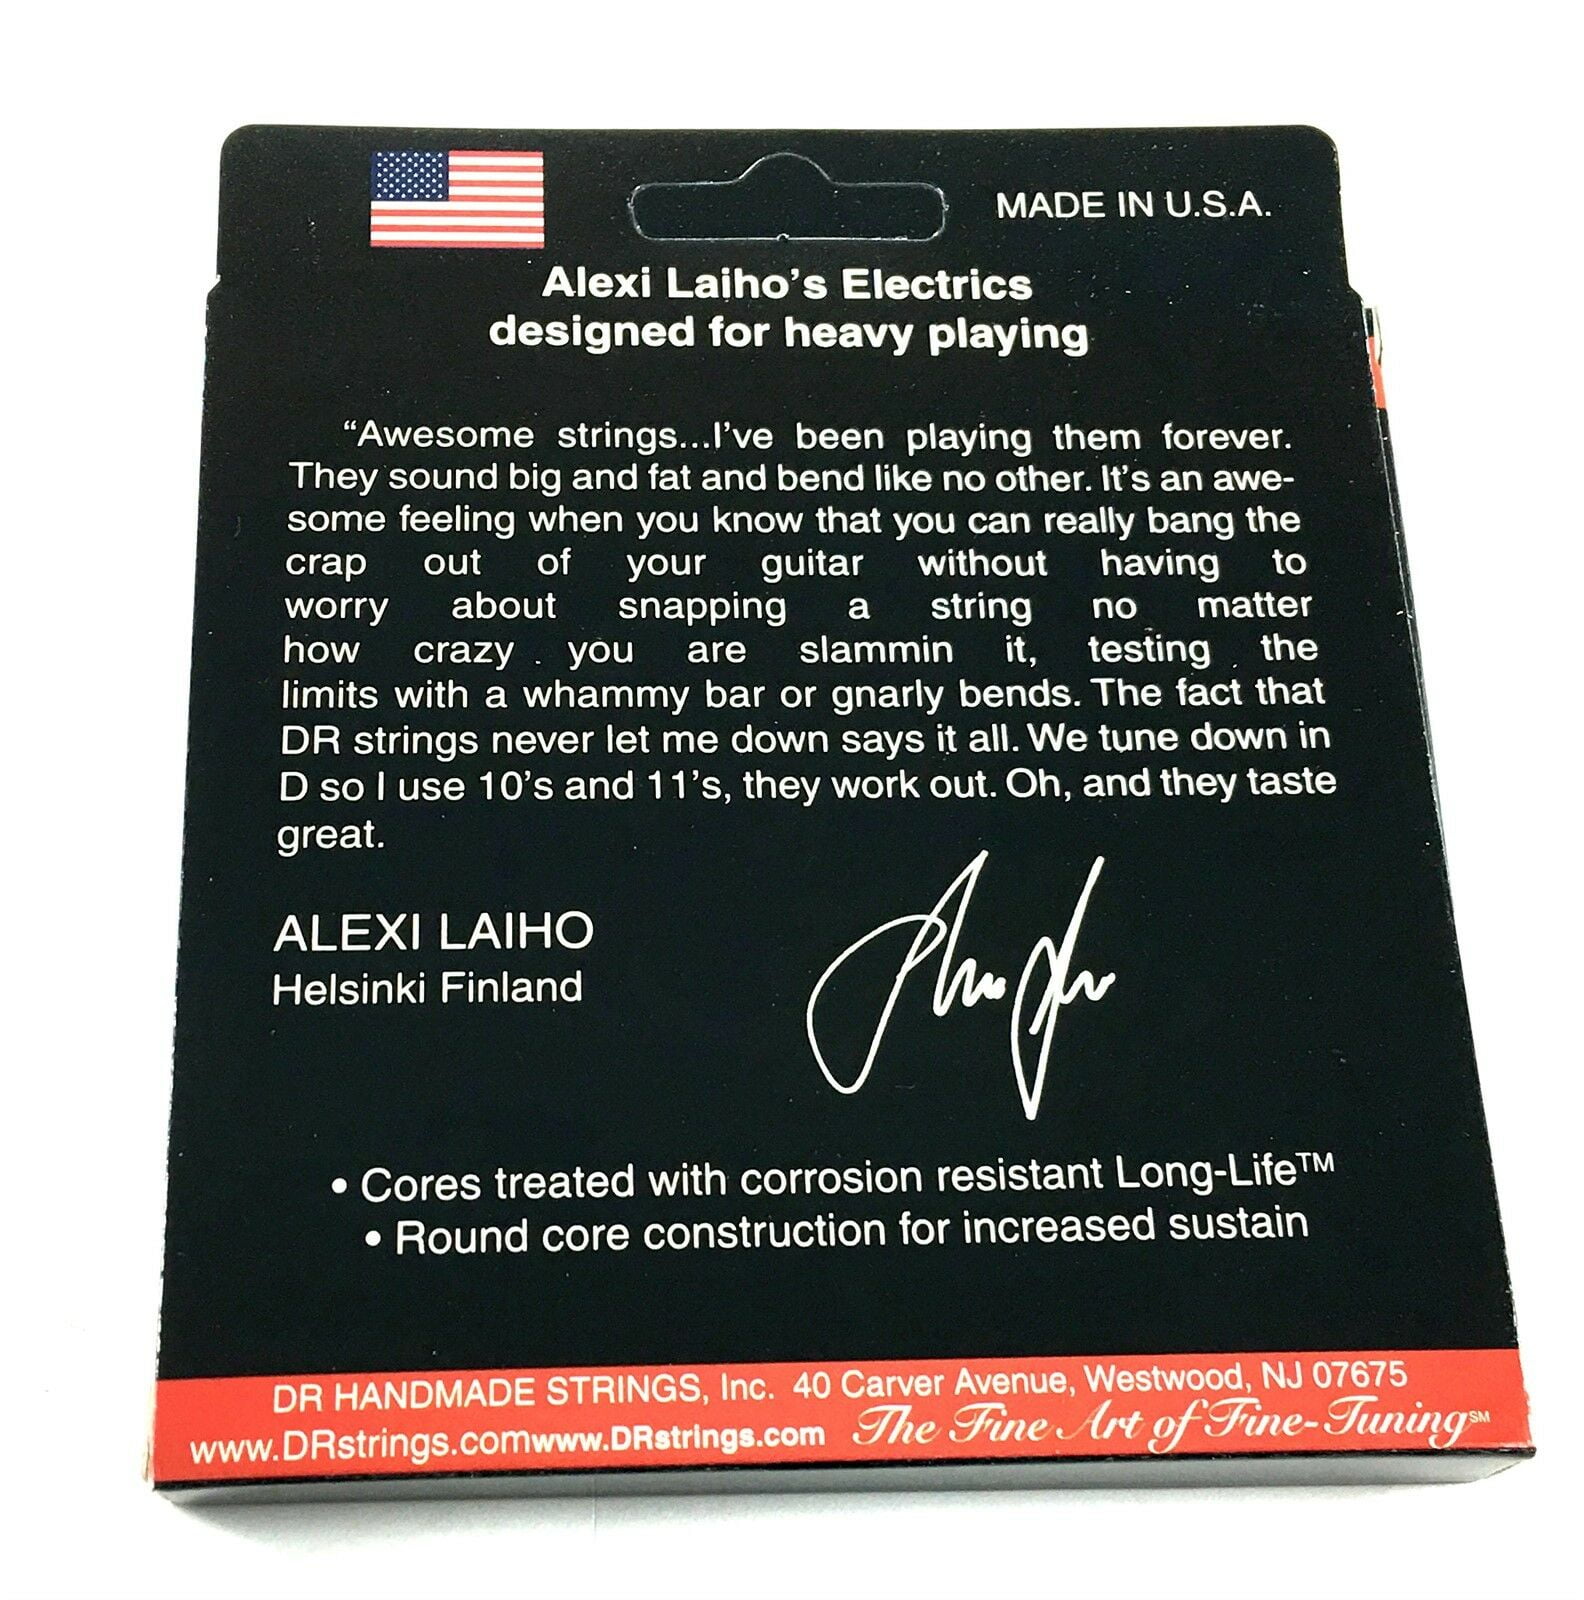 MADE IN U.S.A.
Alexi Laiho's Electrics
designed for heavy playing
“Awesome strings...I've been playing them forever.
They sound big and fat and bend like no other. It's an awe-
some feeling when you know that you can really bang the
crap out of your guitar without having to
worry about snapping a string no matter
how crazy you are slammin it, testing the
limits with a whammy bar or gnarly bends. The fact that
DR strings never let me down says it all. We tune down in
D so I use 10's and 11's, they work out. Oh, and they taste
great.
ALEXI LAIHO
Helsinki Finland
• Cores treated with corrosion resistant Long-Life™
• Round core construction for increased sustain
DR HANDMADE STRINGS, Inc. 40 Carver Avenue, Westwood, NJ 07675
www.DRstrings.comwww.DRstrings.com The Fine Art of Fine-Tuning℠